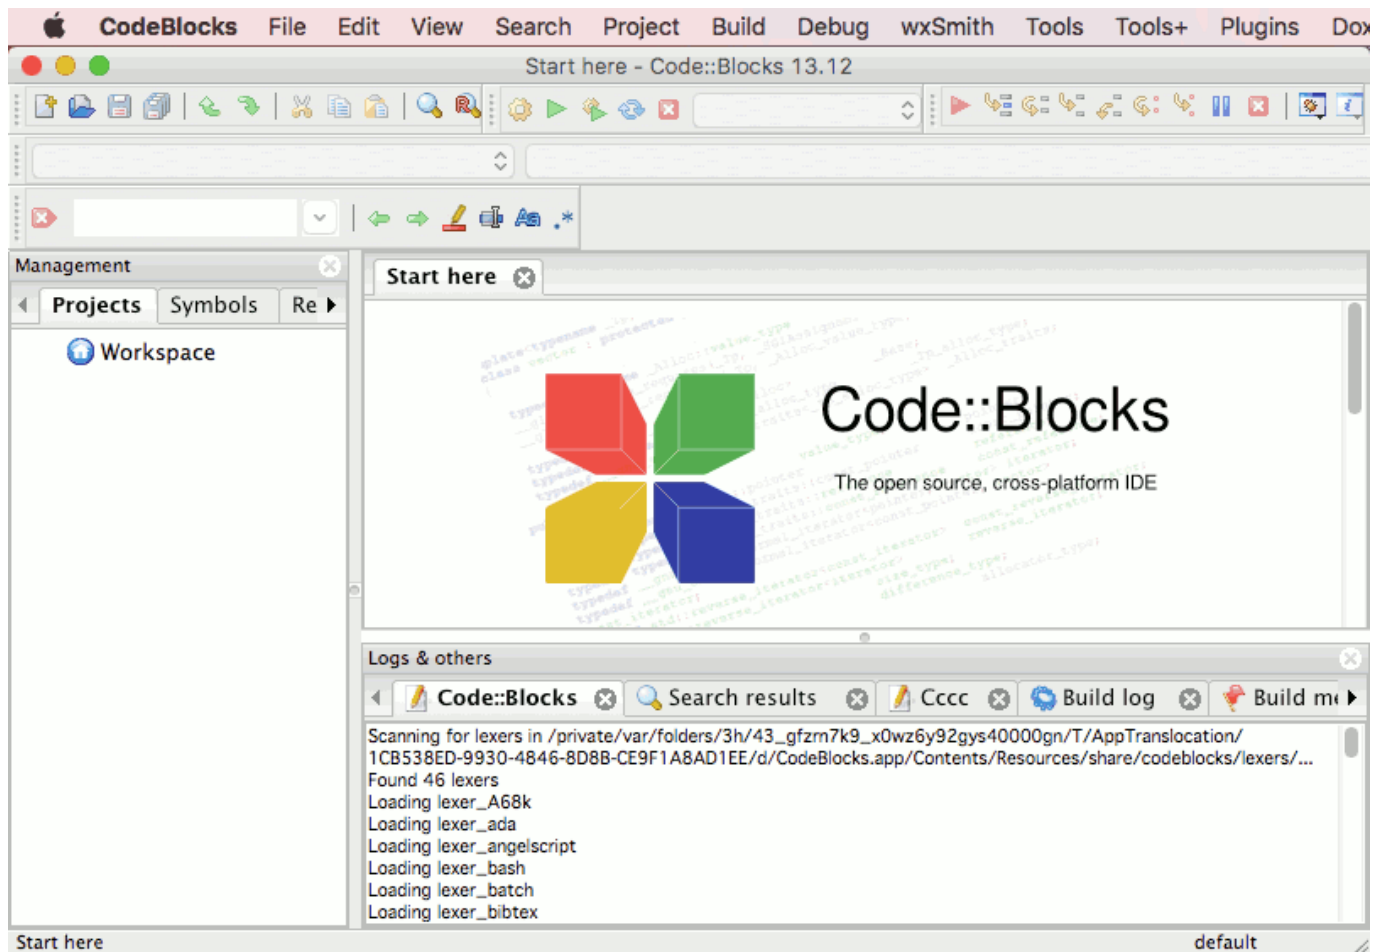 CodeBlocks File Edit View Search Project Build Debug wxSmith Tools Tools+ Plugins Dox
Start here - Code::Blocks 13.12
Management
Projects Symbols Re
Workspace
Start here
Code::Blocks
The open source, cross-platform IDE
Logs & others
Code::Blocks Search results Cccc Build log Build me
Scanning for lexers in /private/var/folders/3h/43_gfzrn7k9_x0wz6y92gys40000gn/T/AppTranslocation/
1CB538ED-9930-4846-8D8B-CE9F1A8AD1EE/d/CodeBlocks.app/Contents/Resources/share/codeblocks/lexers/...
Found 46 lexers
Loading lexer_A68k
Loading lexer_ada
Loading lexer_angelscript
Loading lexer_bash
Loading lexer_batch
Loading lexer_bibtex
Start here default